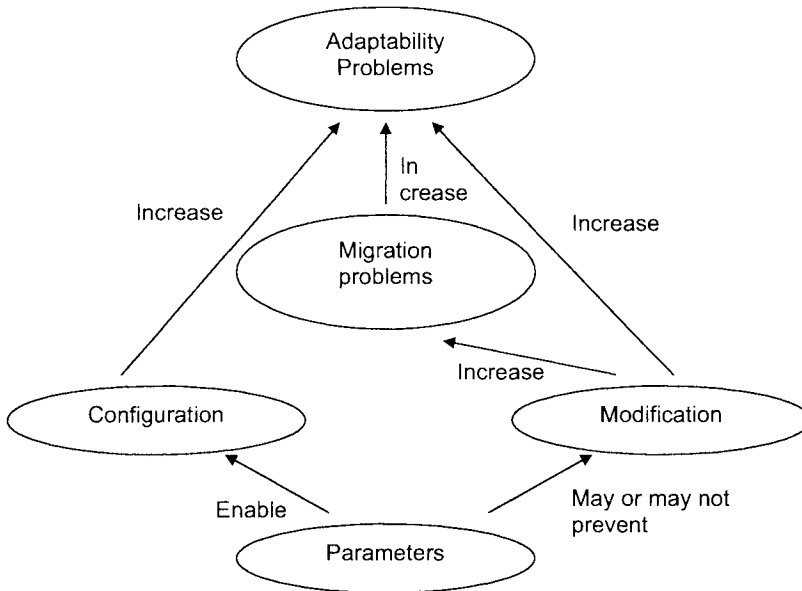 Adaptability
Problems
In
crease
Increase
Increase
Migration
problems
Increase
Configuration
Modification
Enable
May or may not
prevent
Parameters